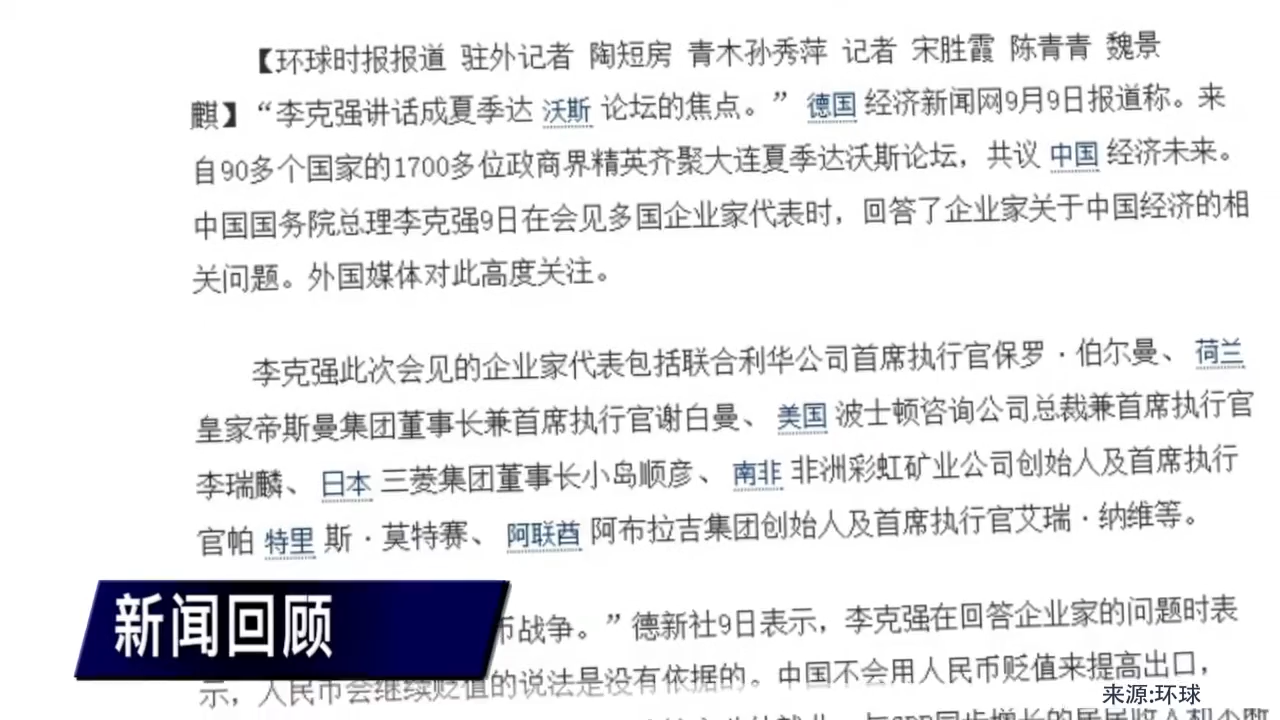 【环球时报报道 驻外记者 陶短房 青木孙秀萍 记者 宋胜霞 陈青青 魏景
麒】“李克强讲话成夏季达 沃斯 论坛的焦点。” 德国 经济新闻网9月9日报道称。来
自90多个国家的1700多位政商界精英齐聚大连夏季达沃斯论坛，共议 中国 经济未来。
中国国务院总理李克强9日在会见多国企业家代表时，回答了企业家关于中国经济的相
关问题。外国媒体对此高度关注。
李克强此次会见的企业家代表包括联合利华公司首席执行官保罗·伯尔曼、 荷兰
皇家帝斯曼集团董事长兼首席执行官谢白曼、 美国 波士顿咨询公司总裁兼首席执行官
李瑞麟、 日本 三菱集团董事长小岛顺彦、 南非 非洲彩虹矿业公司创始人及首席执行
官帕 特里 斯·莫特赛、 阿联酋 阿布拉吉集团创始人及首席执行官艾瑞·纳维等。
币战争。”德新社9日表示，李克强在回答企业家的问题时表
示，人民币会继续贬值的说法是没有依据的。中国不会用人民币贬值来提高出口，
新闻回顾
来源:环球